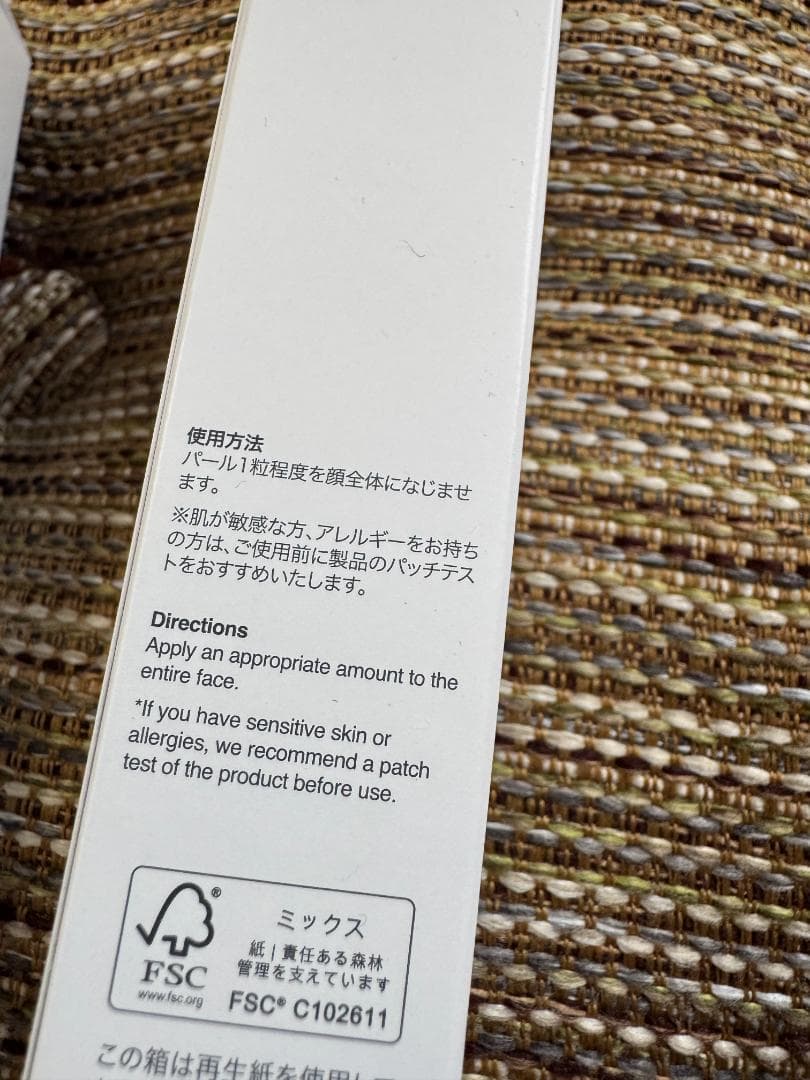 使用方法
パール1粒程度を顔全体になじませ
ます。
※肌が敏感な方、アレルギーをお持ち
の方は、ご使用前に製品のパッチテス
トをおすすめいたします。
Directions
Apply an appropriate amount to the
entire face.
*If you have sensitive skin or
allergies, we recommend a patch
test of the product before use.
®
FSC
www.fsc.org
ミックス
紙 | 責任ある森林
管理を支えています
FSC® C102611
この箱は再生紙を使用し